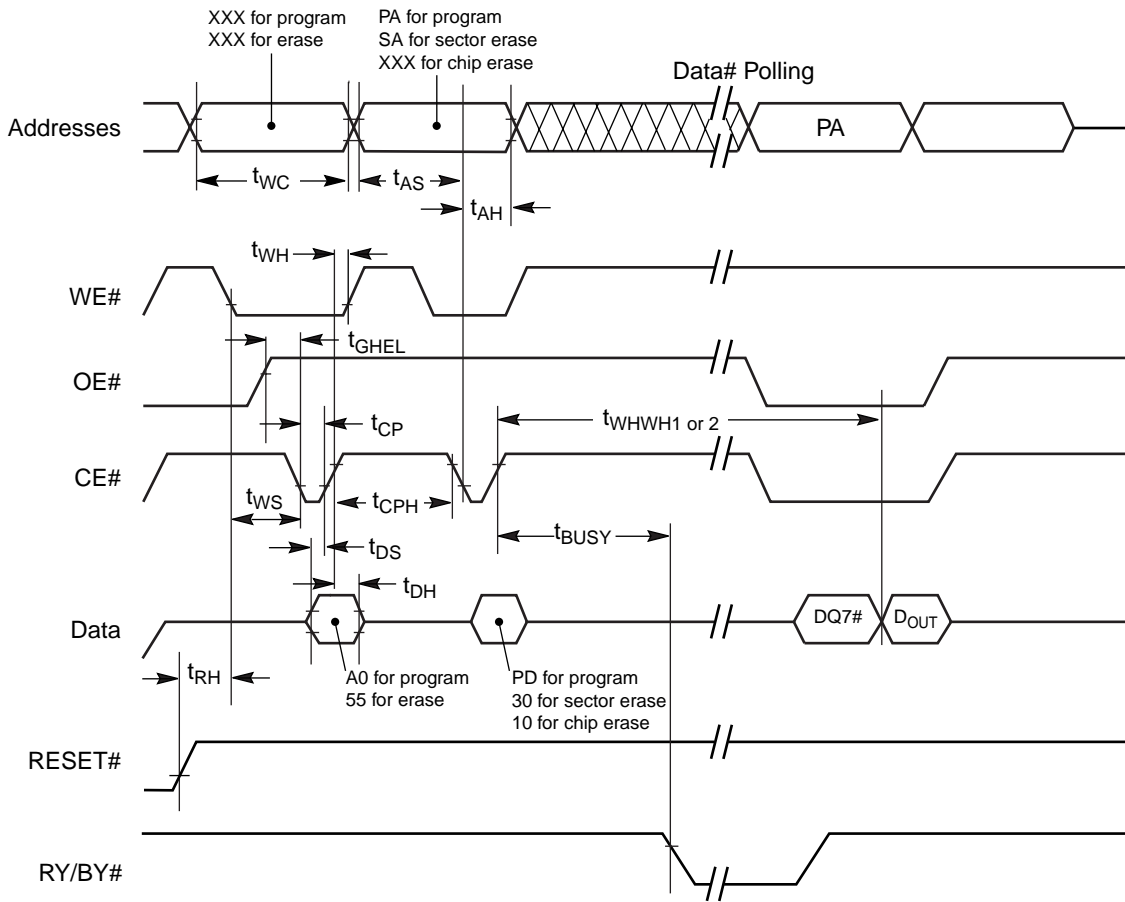 XXX for program
XXX for erase
PA for program
SA for sector erase
XXX for chip erase
Data# Polling
Addresses
PA
tWC
tAS
tAH
tWH
WE#
tGHEL
OE#
tWHWH1 or 2
tCP
CE#
tWS
tCPH
tBUSY
tDS
tDH
Data
DQ7#
DOUT
tRH
A0 for program
55 for erase
PD for program
30 for sector erase
10 for chip erase
RESET#
RY/BY#